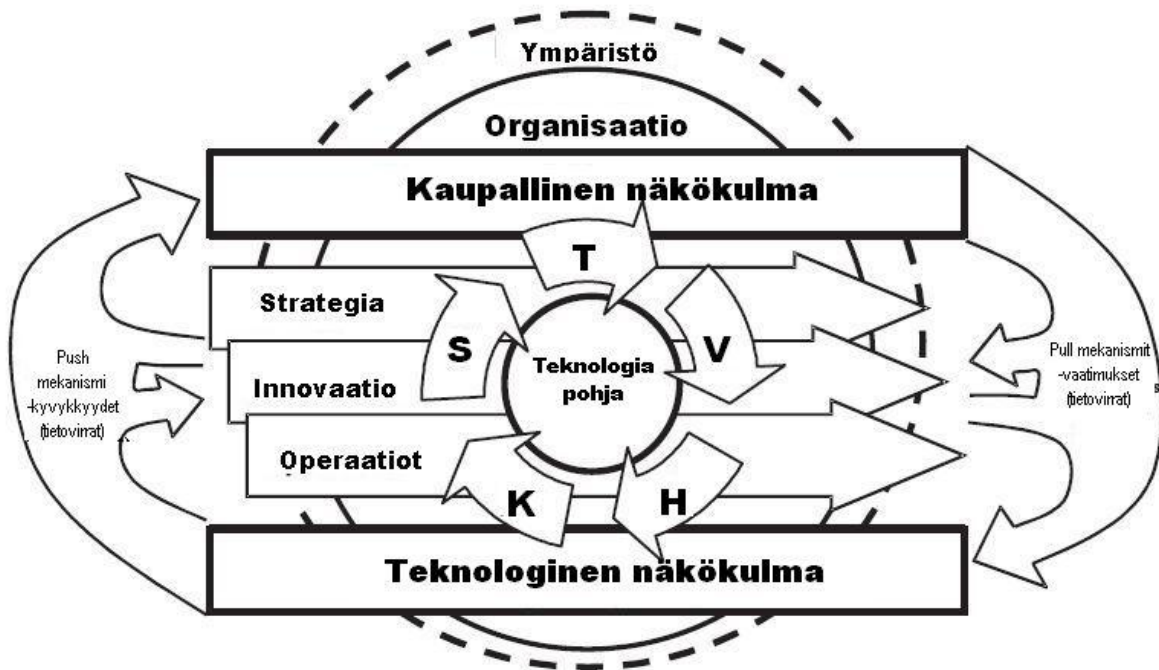 Ympäristö
Organisaatio
Kaupallinen näkökulma
T
Strategia
S
V
Teknologia
pohja
Innovaatio
Push
mekanismi
-kyvykkyydet
(tietovirrat)
Pull mekanismit
-vaatimukset
(tietovirrat)
s
Operaatiot
K
H
Teknologinen näkökulma